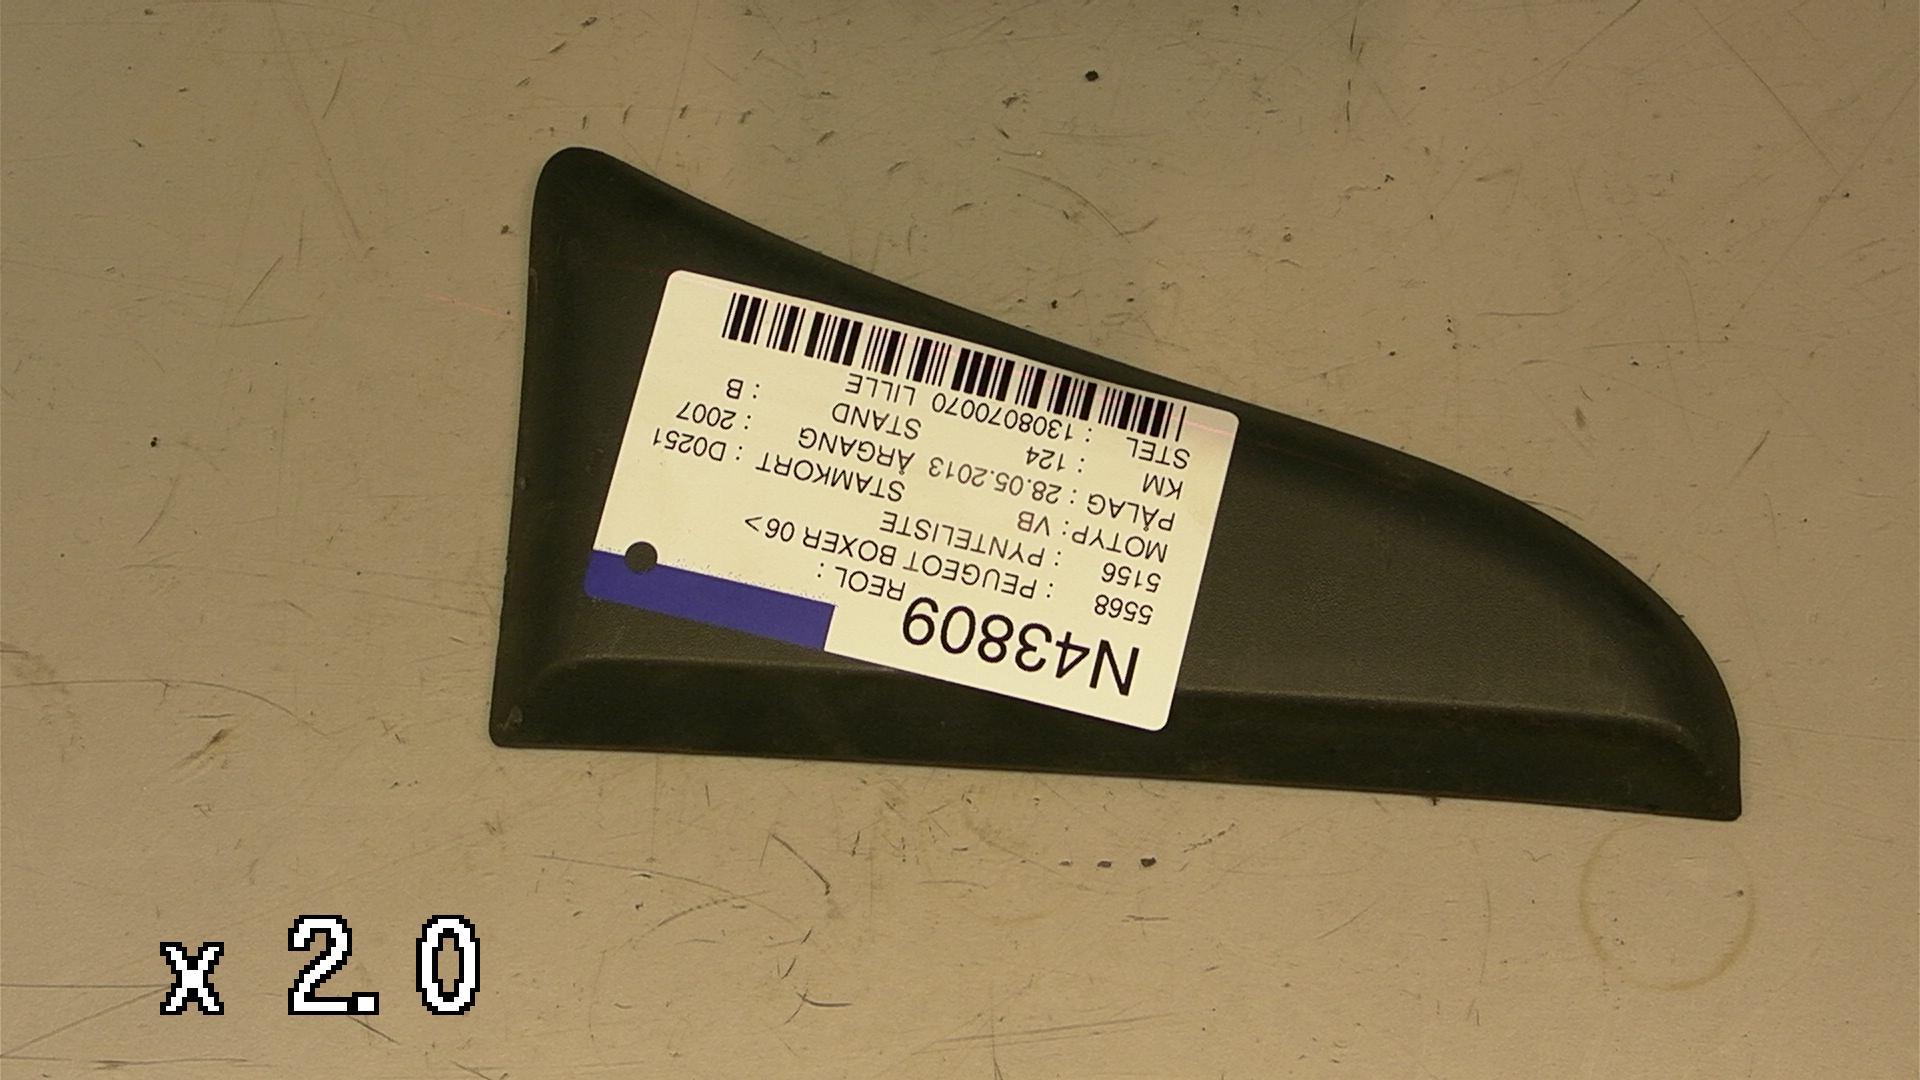 N43809 REOL :
5568 : PEUGEOT BOXER 06>
5156 : PYNTELISTE
MOTYP: VB STAMKORT : D0251
PÅLAG : 28.05.2013 ÅRGANG : 2007
KM : 124 STAND : B
STEL : 1308070070 LILLE
x 2.0